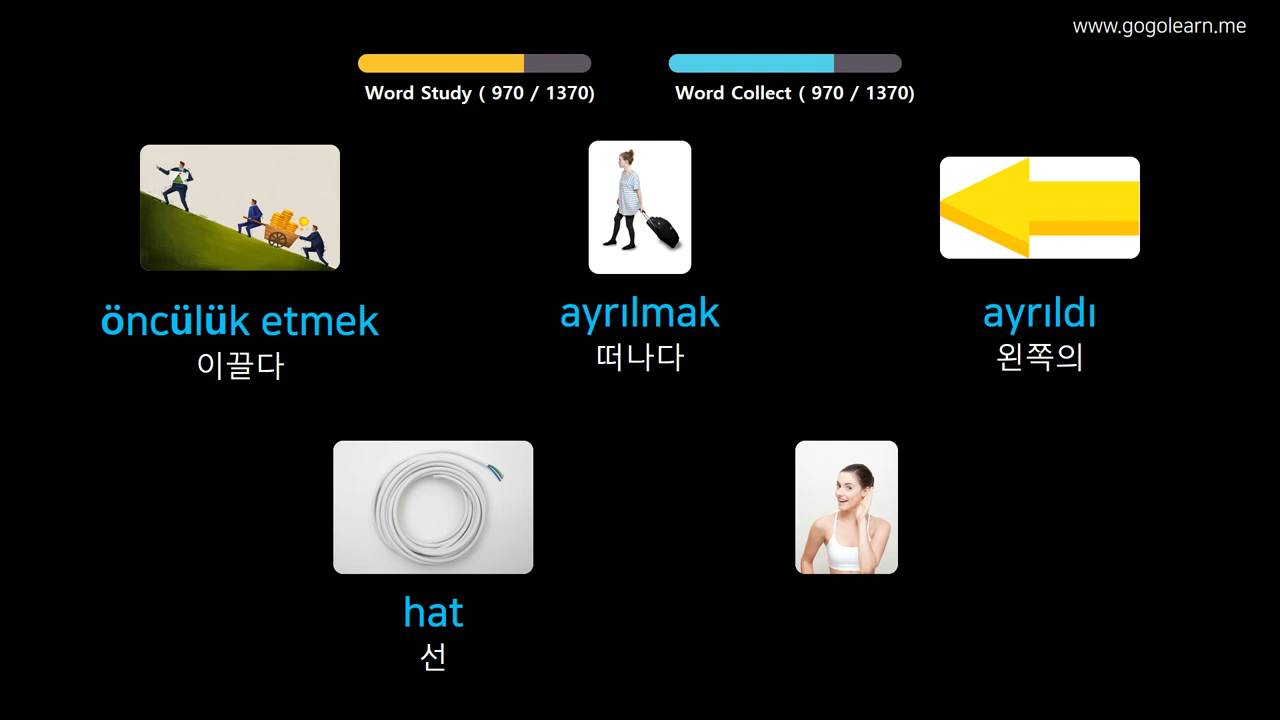 www.gogolearn.me
Word Study ( 970 / 1370)
Word Collect ( 970 / 1370)
öncülük etmek
이끌다
ayrılmak
떠나다
ayrıldı
왼쪽의
hat
선